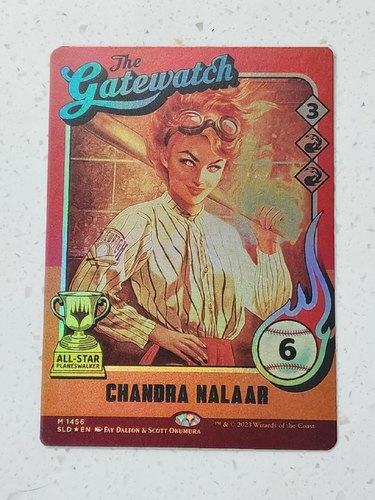 The
Gatewatch
3
6
ALL-STAR
PLANESWALKER
CHANDRA NALAAR
M 1456
SLD ★ EN FAY DALTON & SCOTT OKUMURA
™ & © 2023 Wizards of the Coast